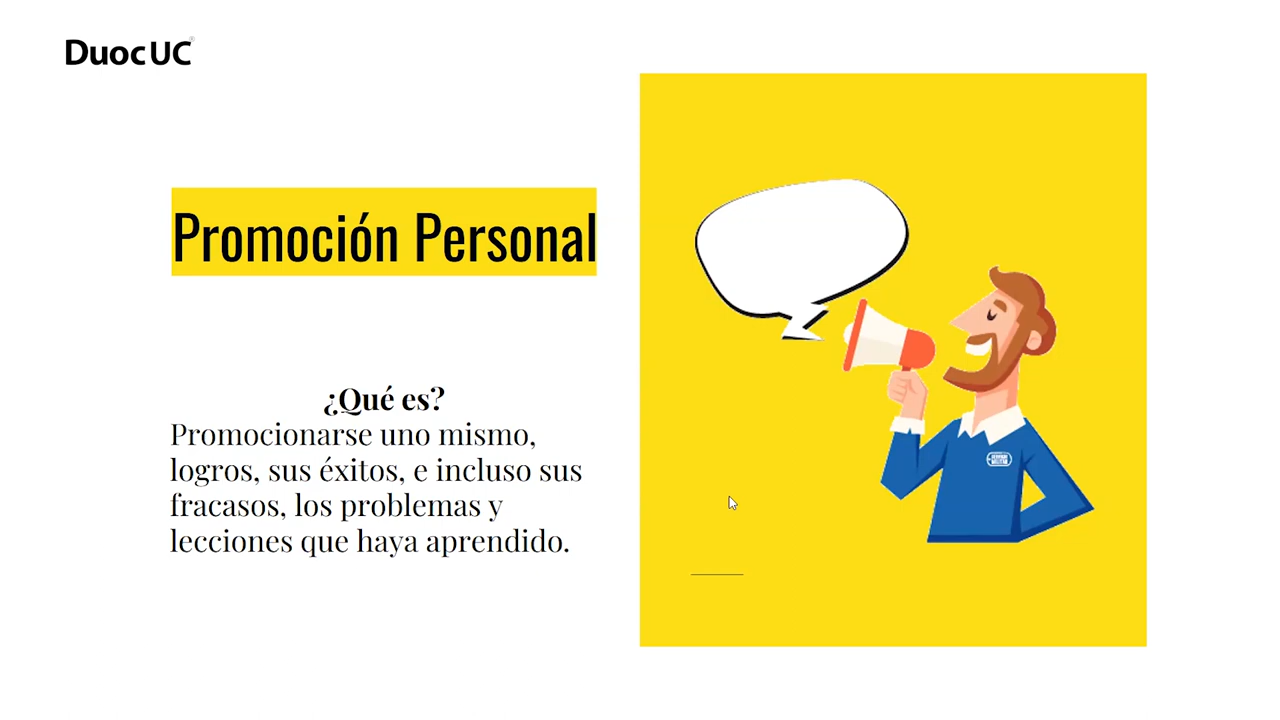 Duoc UC
Promoción Personal
¿Qué es?
Promocionarse uno mismo,
logros, sus éxitos, e incluso sus
fracasos, los problemas y
lecciones que haya aprendido.